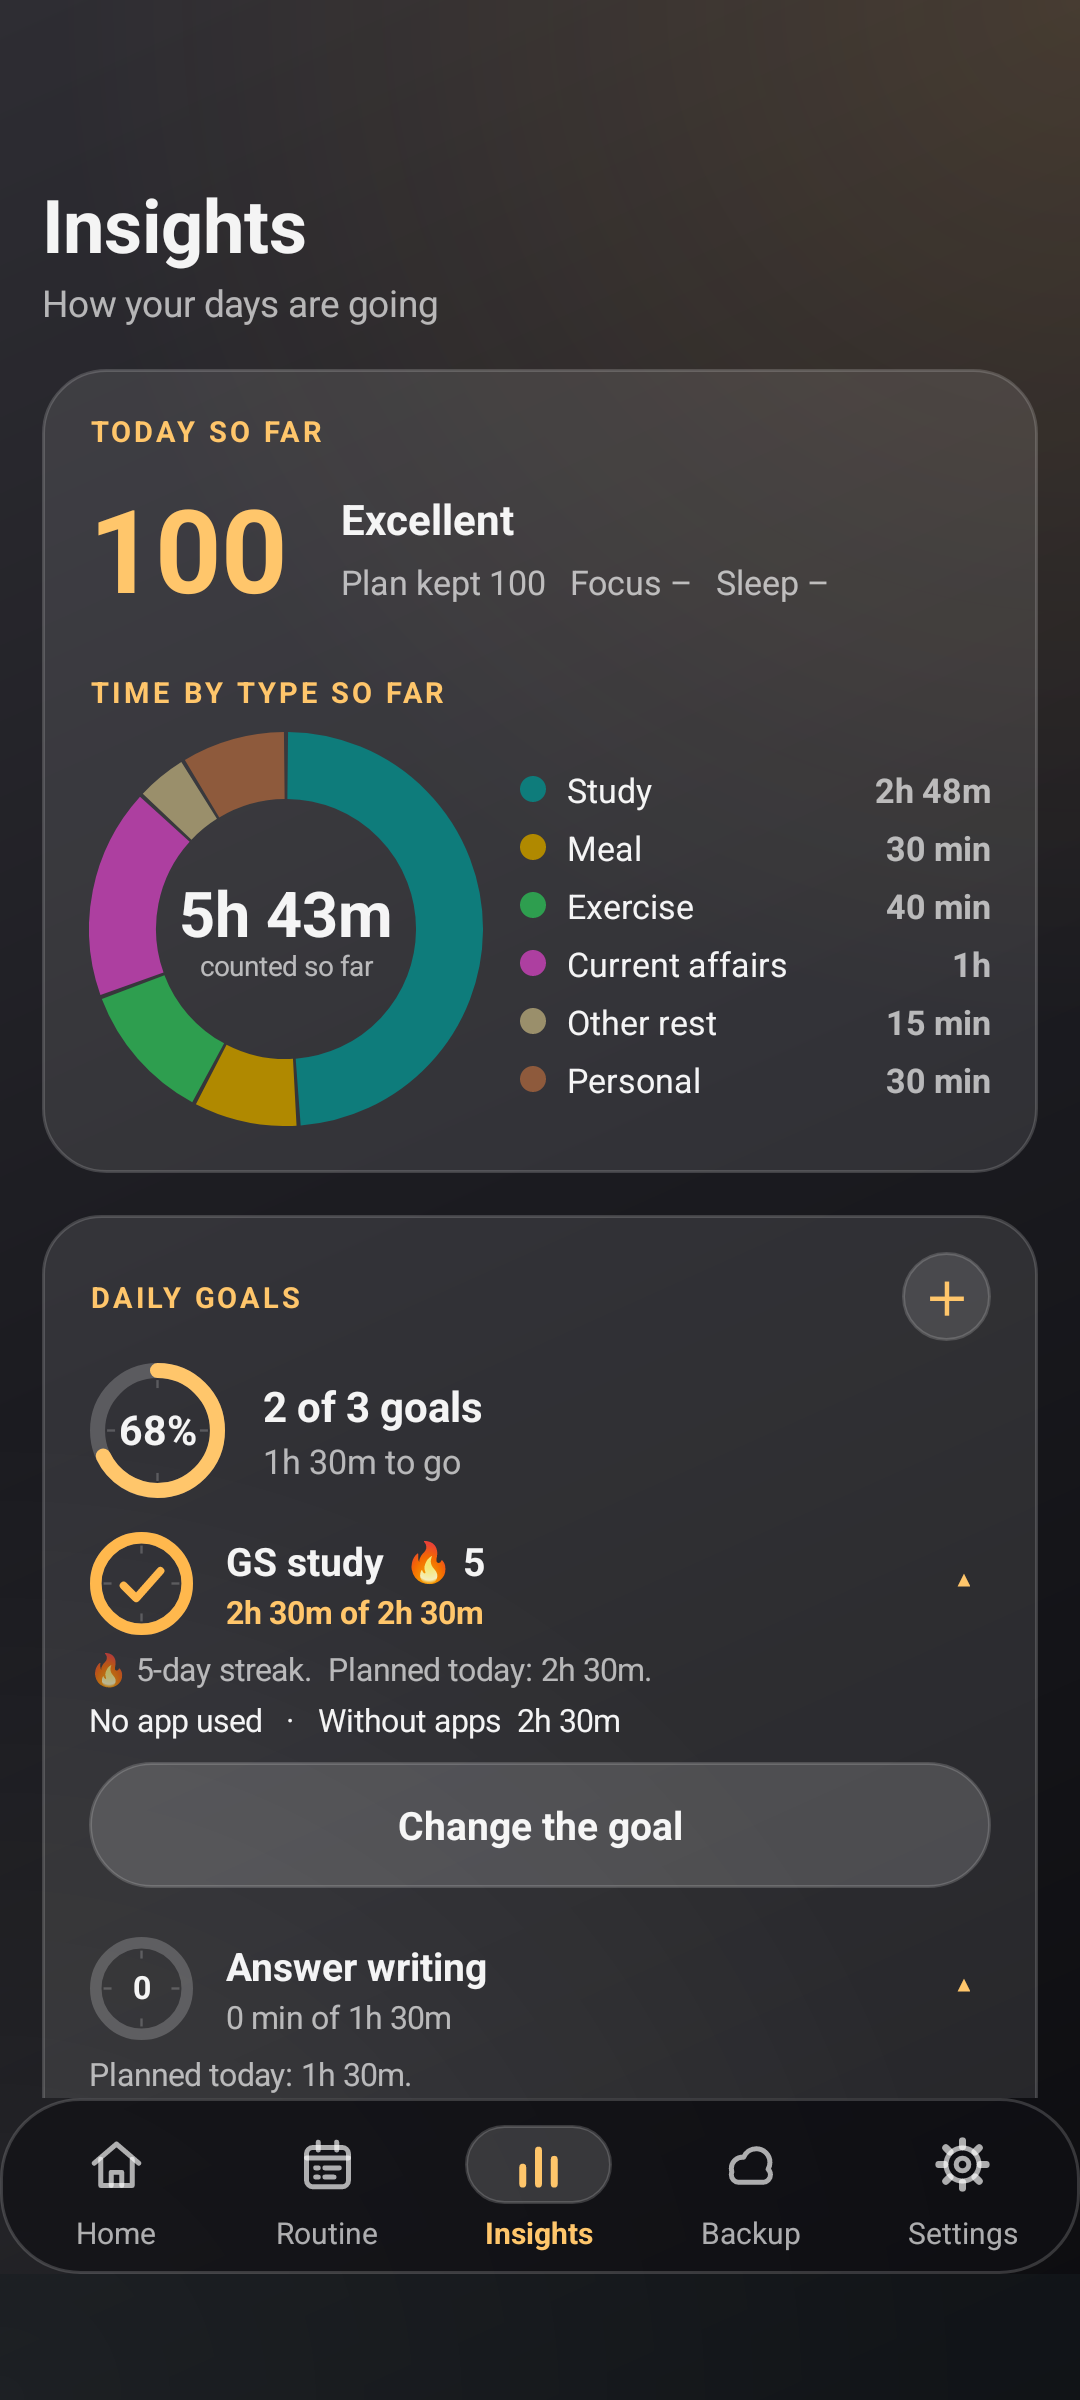 Insights
How your days are going
TODAY SO FAR
100
Excellent
Plan kept 100 Focus – Sleep –
TIME BY TYPE SO FAR
5h 43m
counted so far
Study 2h 48m
Meal 30 min
Exercise 40 min
Current affairs 1h
Other rest 15 min
Personal 30 min
DAILY GOALS
+
68%
2 of 3 goals
1h 30m to go
GS study 🔥 5
2h 30m of 2h 30m
🔥 5-day streak. Planned today: 2h 30m.
No app used · Without apps 2h 30m
Change the goal
0
Answer writing
0 min of 1h 30m
Planned today: 1h 30m.
Home Routine Insights Backup Settings